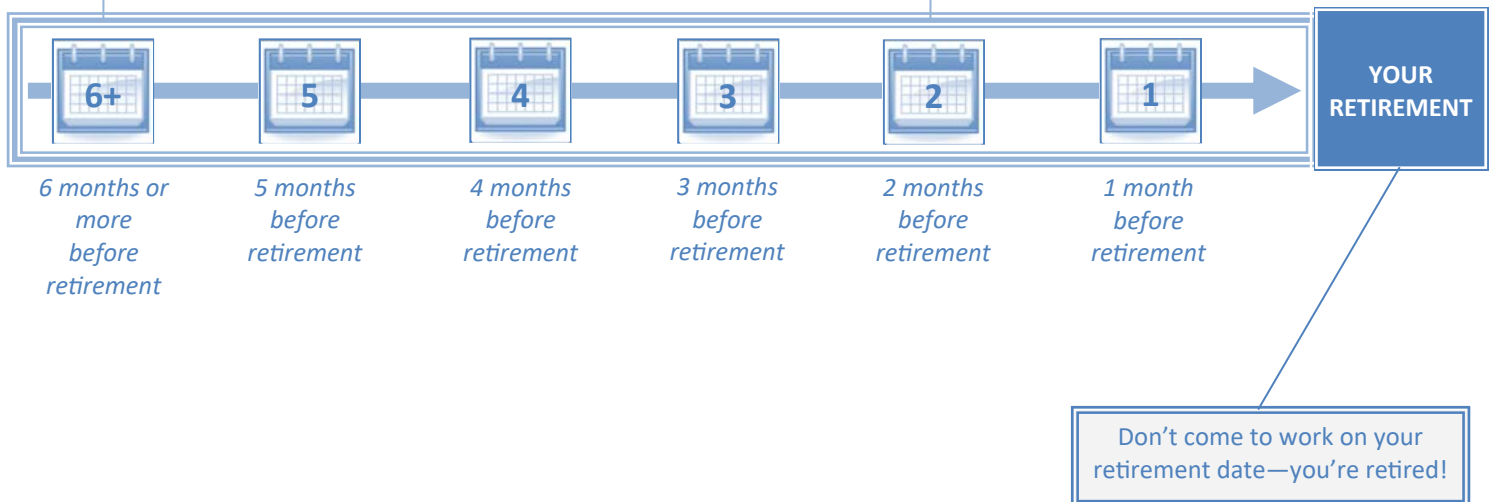 6+
5
4
3
2
1
YOUR
RETIREMENT
6 months or
more
before
retirement
5 months
before
retirement
4 months
before
retirement
3 months
before
retirement
2 months
before
retirement
1 month
before
retirement
Don’t come to work on your
retirement date—you’re retired!